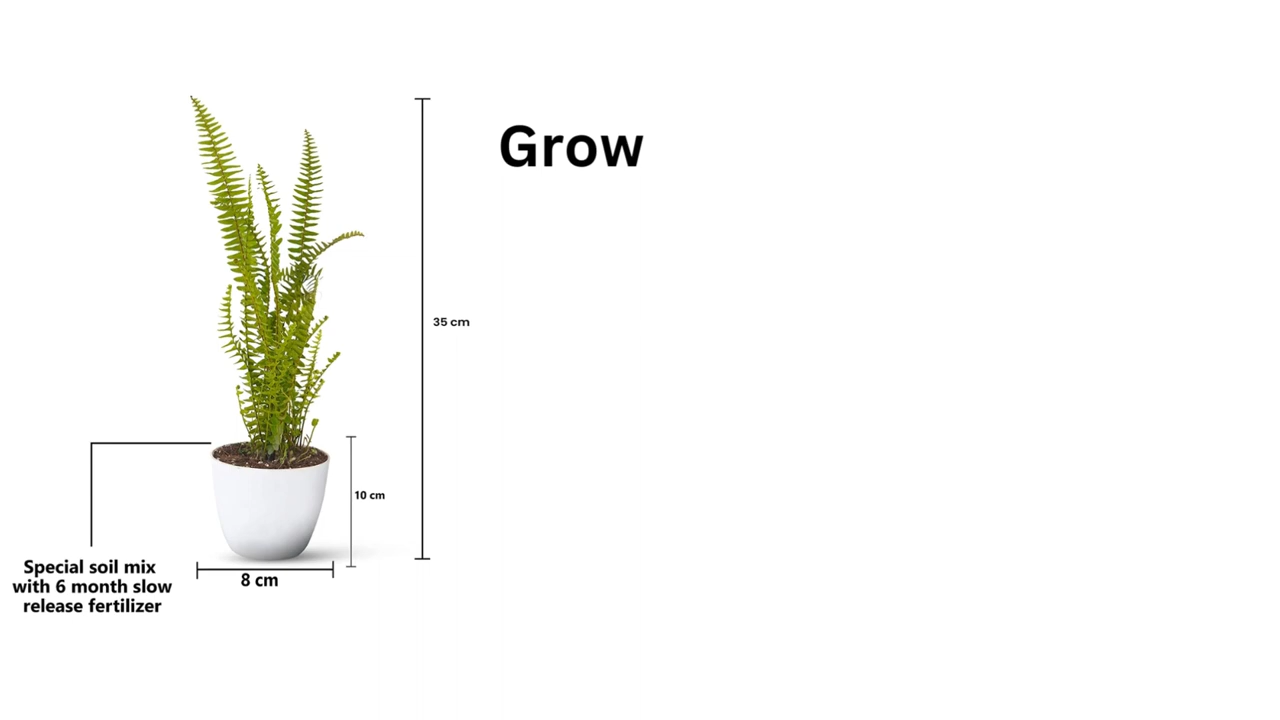 Grow
35 cm
10 cm
8 cm
Special soil mix
with 6 month slow
release fertilizer